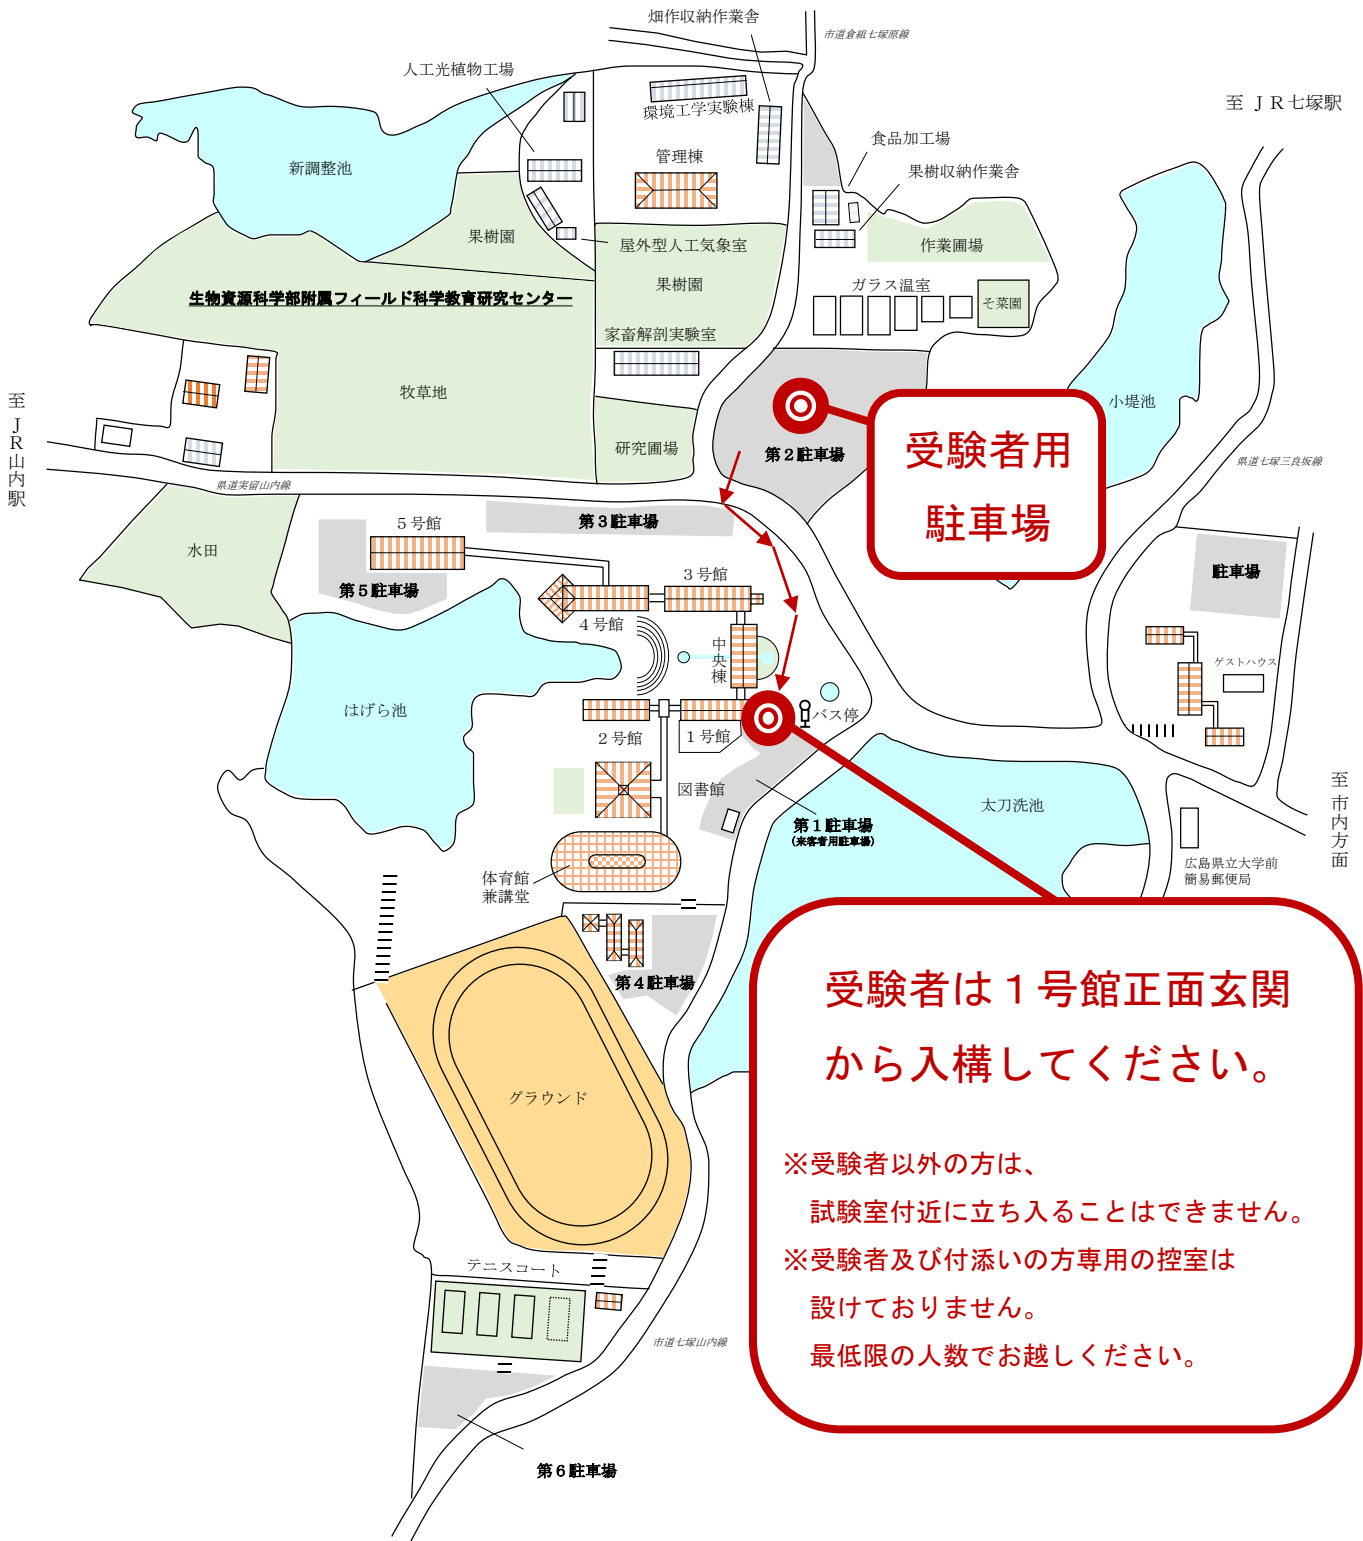 畑作収納作業舎
市道倉組七塚原線
人工光植物工場
環境工学実験棟
至 ＪＲ七塚駅
食品加工場
管理棟
新調整池
果樹収納作業舎
果樹園
屋外型人工気象室
作業圃場
果樹園
ガラス温室
生物資源科学部附属フィールド科学教育研究センター
そ菜園
家畜解剖実験室
至ＪＲ山内駅
牧草地
小堤池
受験者用
駐車場
研究圃場
第２駐車場
県道七塚三良坂線
県道実留山内線
第３駐車場
５号館
水田
３号館
駐車場
第５駐車場
４号館
中央棟
ゲストハウス
はげら池
バス停
２号館
１号館
図書館
太刀洗池
至市内方面
第１駐車場
(来客者用駐車場)
広島県立大学前
簡易郵便局
体育館
兼講堂
第４駐車場
受験者は１号館正面玄関
から入構してください。
グラウンド
※受験者以外の方は、
試験室付近に立ち入ることはできません。
※受験者及び付添いの方専用の控室は
設けておりません。
最低限の人数でお越しください。
テニスコート
市道七塚山内線
第６駐車場